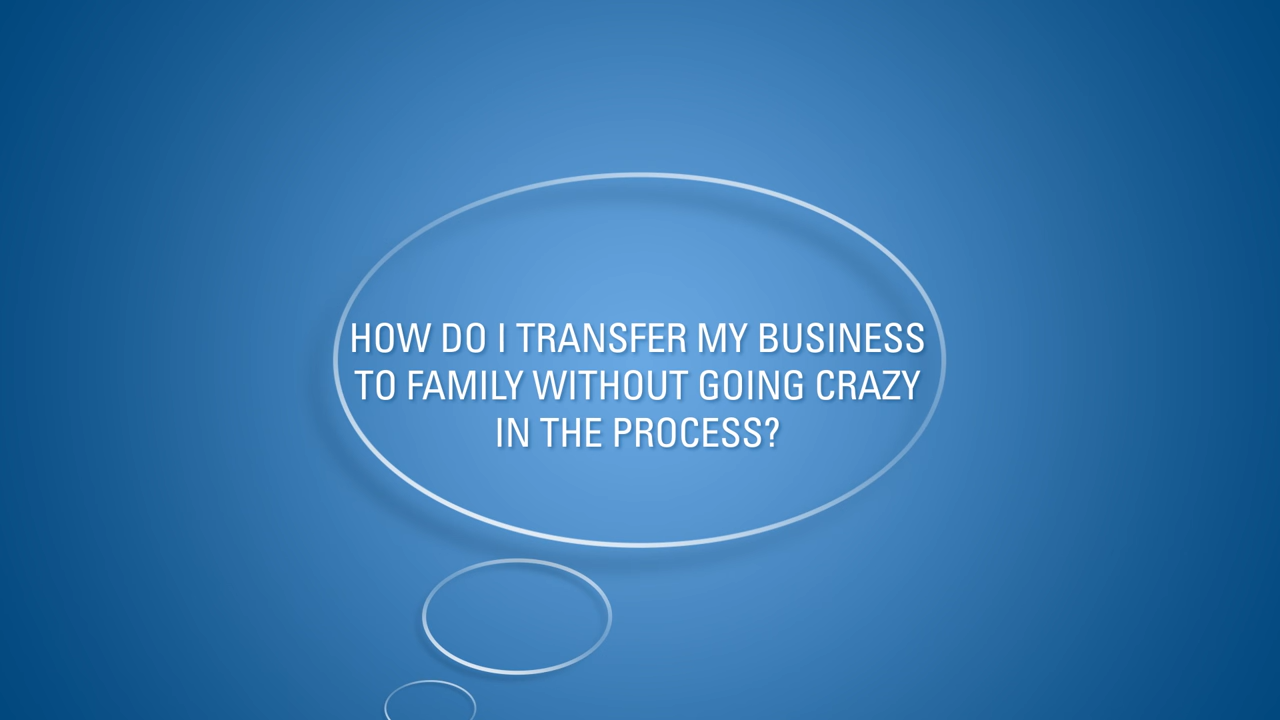 HOW DO I TRANSFER MY BUSINESS
TO FAMILY WITHOUT GOING CRAZY
IN THE PROCESS?